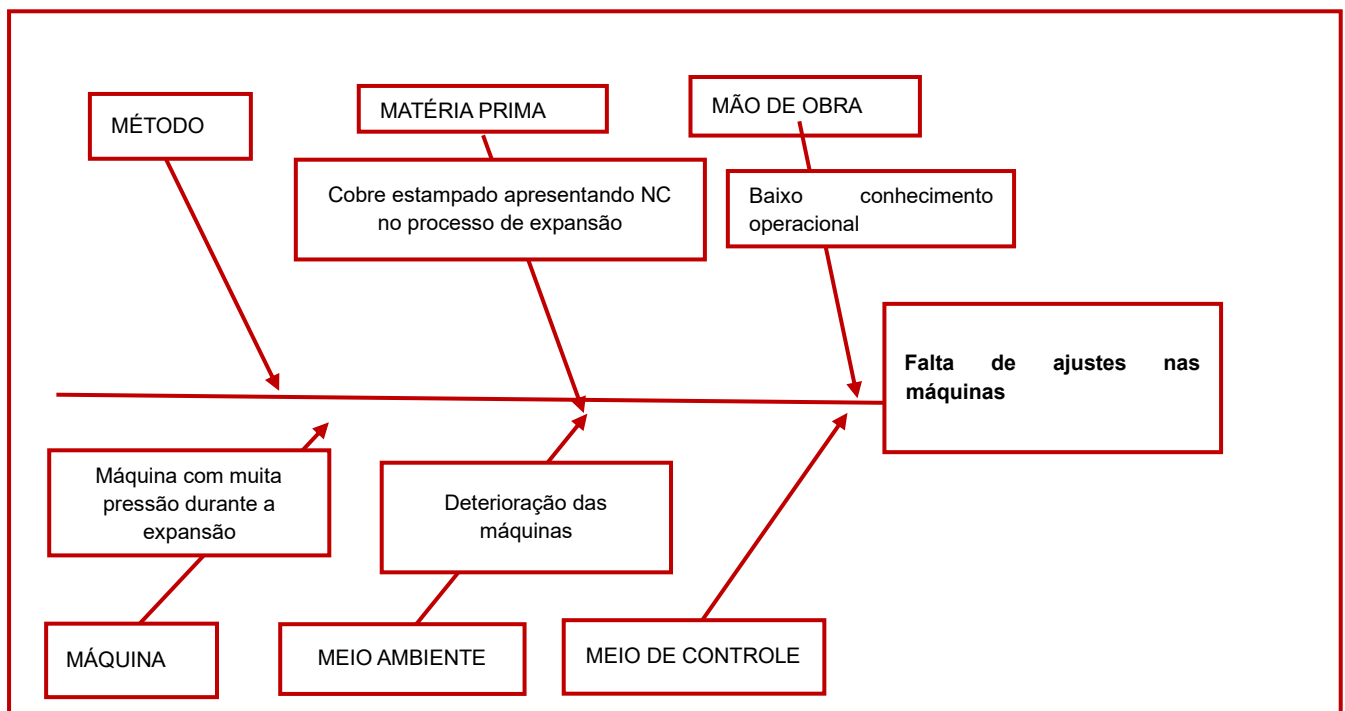 MÉTODO
MATÉRIA PRIMA
MÃO DE OBRA
Cobre estampado apresentando NC
no processo de expansão
Baixo conhecimento
operacional
Falta de ajustes nas
máquinas
Máquina com muita
pressão durante a
expansão
Deterioração das
máquinas
MÁQUINA
MEIO AMBIENTE
MEIO DE CONTROLE